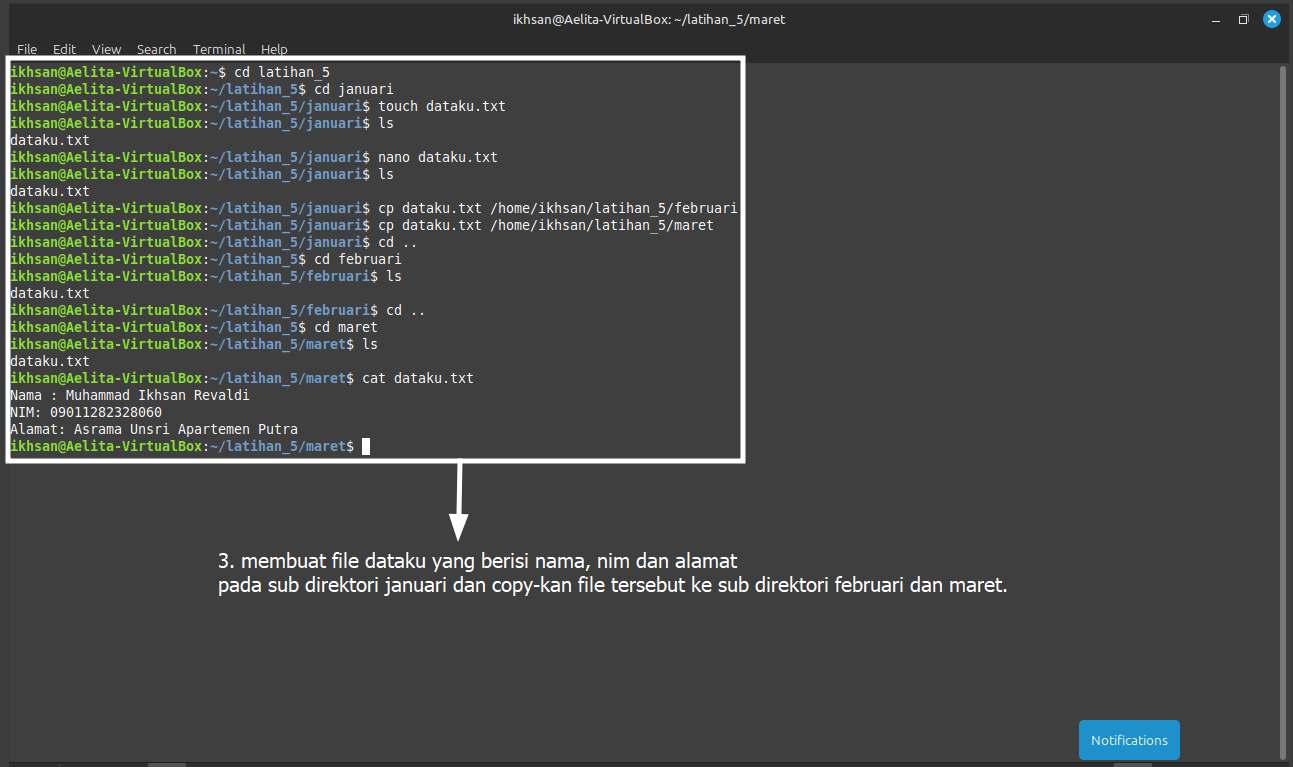 ikhsan@Aelita-VirtualBox: ~/latihan_5/maret
File Edit View Search Terminal Help
ikhsan@Aelita-VirtualBox:~$ cd latihan_5
ikhsan@Aelita-VirtualBox:~/latihan_5$ cd januari
ikhsan@Aelita-VirtualBox:~/latihan_5/januari$ touch dataku.txt
ikhsan@Aelita-VirtualBox:~/latihan_5/januari$ ls
dataku.txt
ikhsan@Aelita-VirtualBox:~/latihan_5/januari$ nano dataku.txt
ikhsan@Aelita-VirtualBox:~/latihan_5/januari$ ls
dataku.txt
ikhsan@Aelita-VirtualBox:~/latihan_5/januari$ cp dataku.txt /home/ikhsan/latihan_5/februari
ikhsan@Aelita-VirtualBox:~/latihan_5/januari$ cp dataku.txt /home/ikhsan/latihan_5/maret
ikhsan@Aelita-VirtualBox:~/latihan_5/januari$ cd ..
ikhsan@Aelita-VirtualBox:~/latihan_5$ cd februari
ikhsan@Aelita-VirtualBox:~/latihan_5/februari$ ls
dataku.txt
ikhsan@Aelita-VirtualBox:~/latihan_5/februari$ cd ..
ikhsan@Aelita-VirtualBox:~/latihan_5$ cd maret
ikhsan@Aelita-VirtualBox:~/latihan_5/maret$ ls
dataku.txt
ikhsan@Aelita-VirtualBox:~/latihan_5/maret$ cat dataku.txt
Nama : Muhammad Ikhsan Revaldi
NIM: 09011282328060
Alamat: Asrama Unsri Apartemen Putra
ikhsan@Aelita-VirtualBox:~/latihan_5/maret$
3. membuat file dataku yang berisi nama, nim dan alamat
pada sub direktori januari dan copy-kan file tersebut ke sub direktori februari dan maret.
Notifications